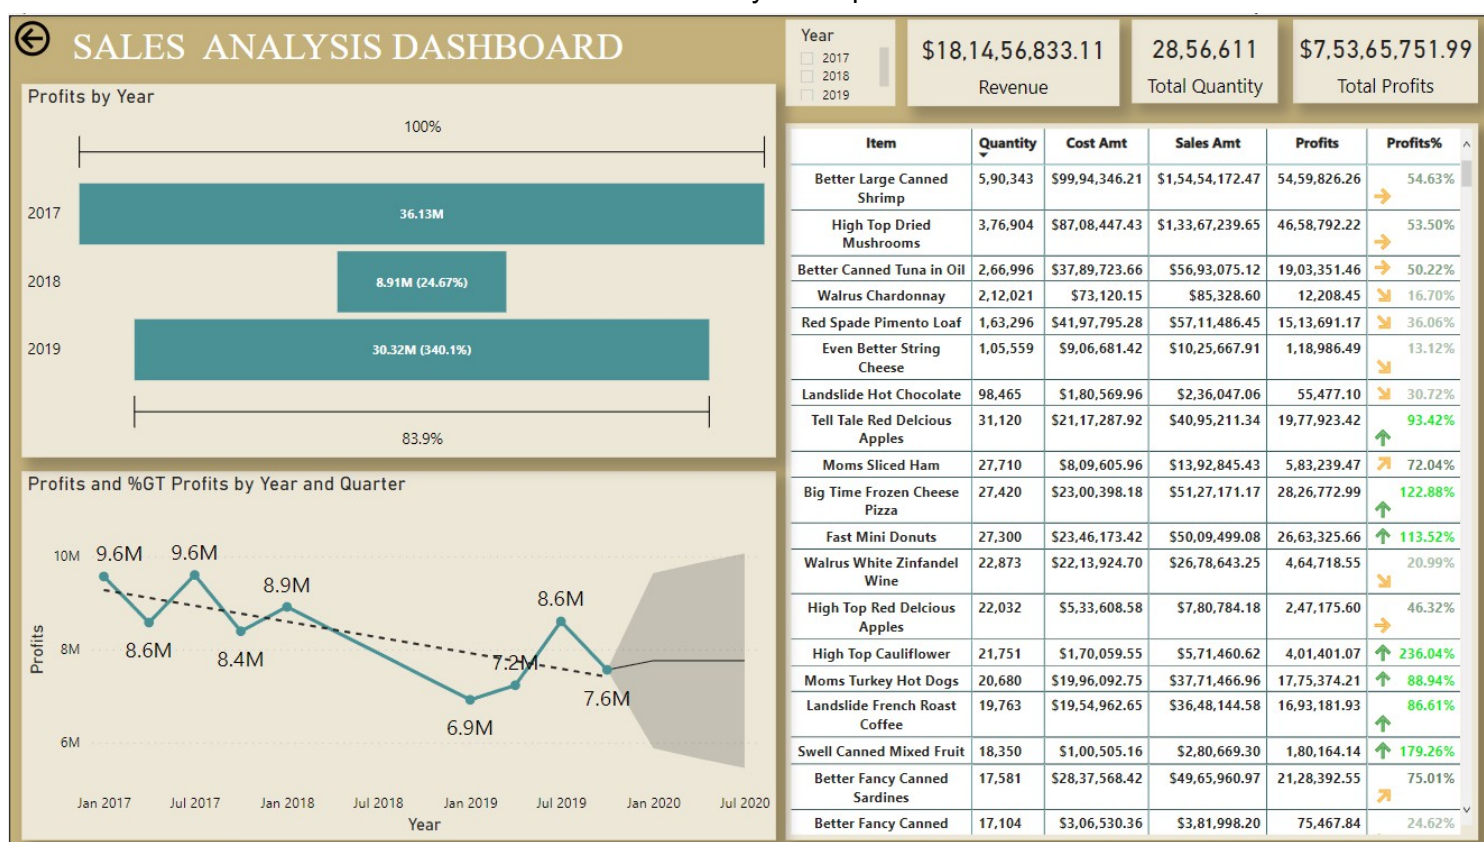 SALES ANALYSIS DASHBOARD
Year
2017
2018
2019
$18,14,56,833.11
Revenue
28,56,611
Total Quantity
$7,53,65,751.99
Total Profits
Profits by Year
100%
2017
36.13M
2018
8.91M (24.67%)
2019
30.32M (340.1%)
83.9%
Profits and %GT Profits by Year and Quarter
Profits
10M
8M
6M
9.6M
8.6M
9.6M
8.4M
8.9M
6.9M
7.2M
8.6M
7.6M
Jan 2017 Jul 2017 Jan 2018 Jul 2018 Jan 2019 Jul 2019 Jan 2020 Jul 2020
Year
Item Quantity Cost Amt Sales Amt Profits Profits%
Better Large Canned 5,90,343 $99,94,346.21 $1,54,54,172.47 54,59,826.26 54.63%
Shrimp
High Top Dried 3,76,904 $87,08,447.43 $1,33,67,239.65 46,58,792.22 53.50%
Mushrooms
Better Canned Tuna in Oil 2,66,996 $37,89,723.66 $56,93,075.12 19,03,351.46 50.22%
Walrus Chardonnay 2,12,021 $73,120.15 $85,328.60 12,208.45 16.70%
Red Spade Pimento Loaf 1,63,296 $41,97,795.28 $57,11,486.45 15,13,691.17 36.06%
Even Better String 1,05,559 $9,06,681.42 $10,25,667.91 1,18,986.49 13.12%
Cheese
Landslide Hot Chocolate 98,465 $1,80,569.96 $2,36,047.06 55,477.10 30.72%
Tell Tale Red Delcious 31,120 $21,17,287.92 $40,95,211.34 19,77,923.42 93.42%
Apples
Moms Sliced Ham 27,710 $8,09,605.96 $13,92,845.43 5,83,239.47 72.04%
Big Time Frozen Cheese 27,420 $23,00,398.18 $51,27,171.17 28,26,772.99 122.88%
Pizza
Fast Mini Donuts 27,300 $23,46,173.42 $50,09,499.08 26,63,325.66 113.52%
Walrus White Zinfandel 22,873 $22,13,924.70 $26,78,643.25 4,64,718.55 20.99%
Wine
High Top Red Delcious 22,032 $5,33,608.58 $7,80,784.18 2,47,175.60 46.32%
Apples
High Top Cauliflower 21,751 $1,70,059.55 $5,71,460.62 4,01,401.07 236.04%
Moms Turkey Hot Dogs 20,680 $19,96,092.75 $37,71,466.96 17,75,374.21 88.94%
Landslide French Roast 19,763 $19,54,962.65 $36,48,144.58 16,93,181.93 86.61%
Coffee
Swell Canned Mixed Fruit 18,350 $1,00,505.16 $2,80,669.30 1,80,164.14 179.26%
Better Fancy Canned 17,581 $28,37,568.42 $49,65,960.97 21,28,392.55 75.01%
Sardines
Better Fancy Canned 17,104 $3,06,530.36 $3,81,998.20 75,467.84 24.62%